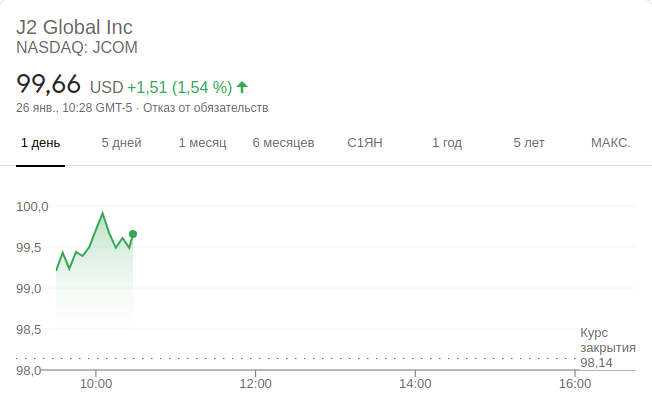 J2 Global Inc
NASDAQ: JCOM
99,66 USD +1,51 (1,54 %)
26 янв., 10:28 GMT-5 · Отказ от обязательств
1 день 5 дней 1 месяц 6 месяцев С1ЯН 1 год 5 лет МАКС.
100,0
99,5
99,0
98,5
Курс
закрытия
98,14
98,0
10:00 12:00 14:00 16:00